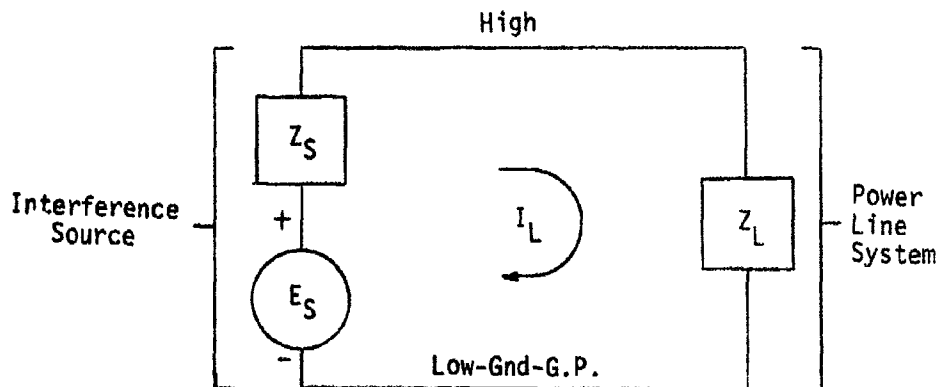 High
Z_S
Interference
Source
+
E_S
-
I_L
Z_L
Power
Line
System
Low-Gnd-G.P.